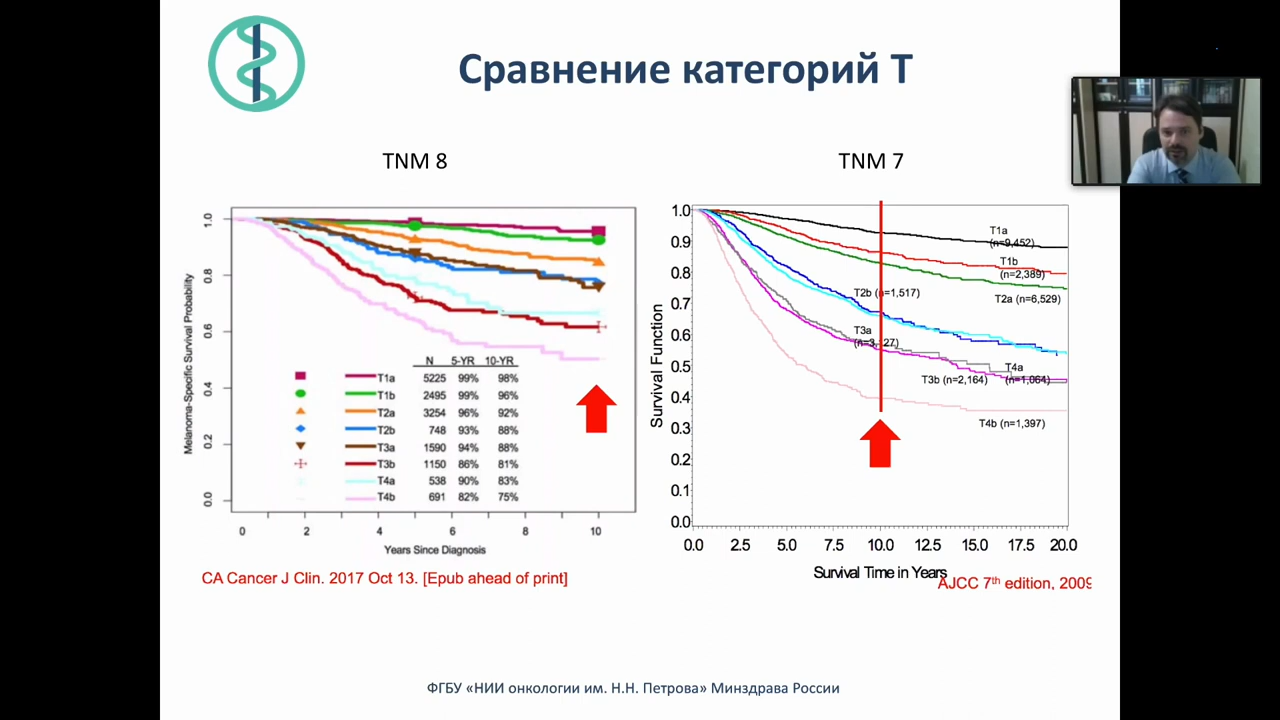 Сравнение категорий Т
TNM 8
TNM 7
Melanoma-Specific Survival Probability
1.0
0.8
0.6
0.4
0.2
0.0
N 5-YR 10-YR
T1a 5225 99% 98%
T1b 2495 99% 96%
T2a 3254 96% 92%
T2b 748 93% 88%
T3a 1590 94% 88%
T3b 1150 86% 81%
T4a 538 90% 83%
T4b 691 82% 75%
0 2 4 6 8 10
Years Since Diagnosis
CA Cancer J Clin. 2017 Oct 13. [Epub ahead of print]
Survival Function
1.0
0.9
0.8
0.7
0.6
0.5
0.4
0.3
0.2
0.1
0.0
T1a
(n=9,452)
T1b
(n=2,389)
T2a (n=6,529)
T2b (n=1,517)
T3a
(n=3,127)
T4a
(n=1,064)
T3b (n=2,164)
T4b (n=1,397)
0.0 2.5 5.0 7.5 10.0 12.5 15.0 17.5 20.0
Survival Time in Years
AJCC 7th edition, 2009
ФГБУ «НИИ онкологии им. Н.Н. Петрова» Минздрава России